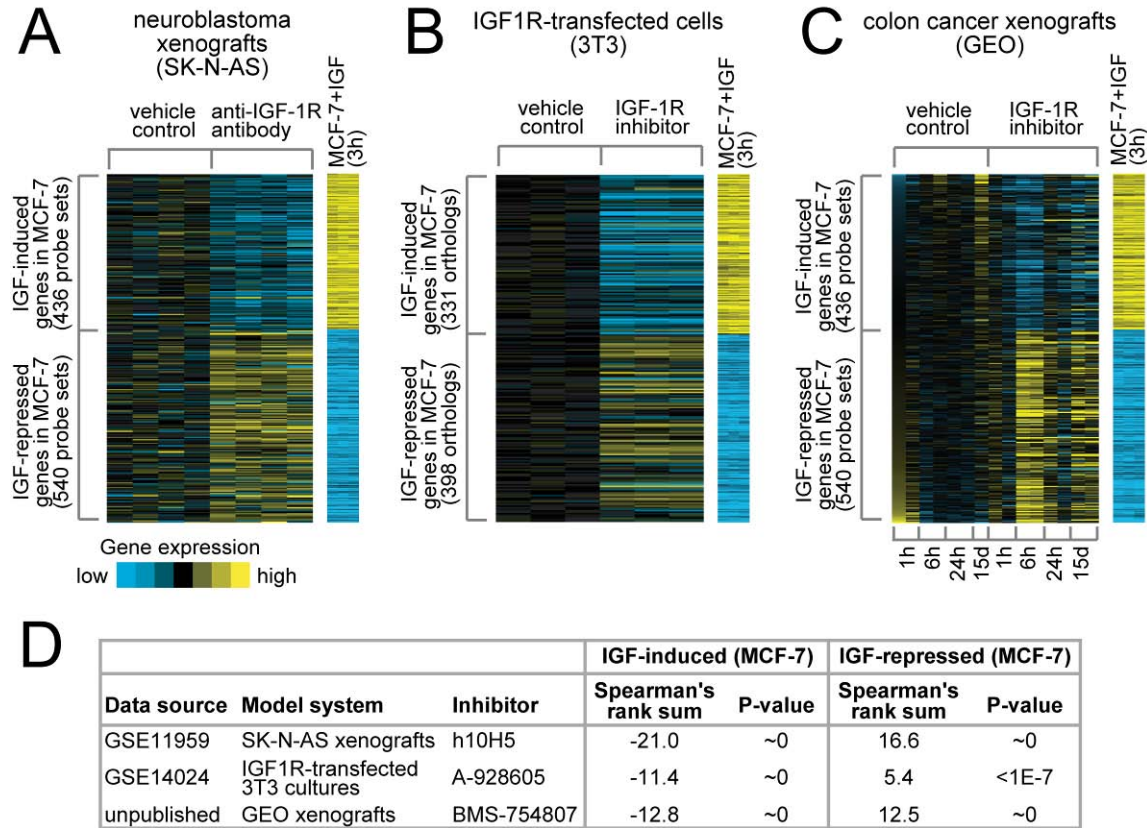 A
neuroblastoma
xenografts
(SK-N-AS)
vehicle
control
anti-IGF-1R
antibody
MCF-7+IGF
(3h)
IGF-induced
genes in MCF-7
(436 probe sets)
IGF-repressed
genes in MCF-7
(540 probe sets)
Gene expression
low
high
B
IGF1R-transfected cells
(3T3)
vehicle
control
IGF-1R
inhibitor
MCF-7+IGF
(3h)
IGF-induced
genes in MCF-7
(331 orthologs)
IGF-repressed
genes in MCF-7
(398 orthologs)
C
colon cancer xenografts
(GEO)
vehicle
control
IGF-1R
inhibitor
MCF-7+IGF
(3h)
IGF-induced
genes in MCF-7
(436 probe sets)
IGF-repressed
genes in MCF-7
(540 probe sets)
1h 6h 24h 15d 1h 6h 24h 15d
D
IGF-induced (MCF-7) IGF-repressed (MCF-7)
Data source Model system Inhibitor Spearman's rank sum P-value Spearman's rank sum P-value
GSE11959 SK-N-AS xenografts h10H5 -21.0 ~0 16.6 ~0
GSE14024 IGF1R-transfected 3T3 cultures A-928605 -11.4 ~0 5.4 <1E-7
unpublished GEO xenografts BMS-754807 -12.8 ~0 12.5 ~0